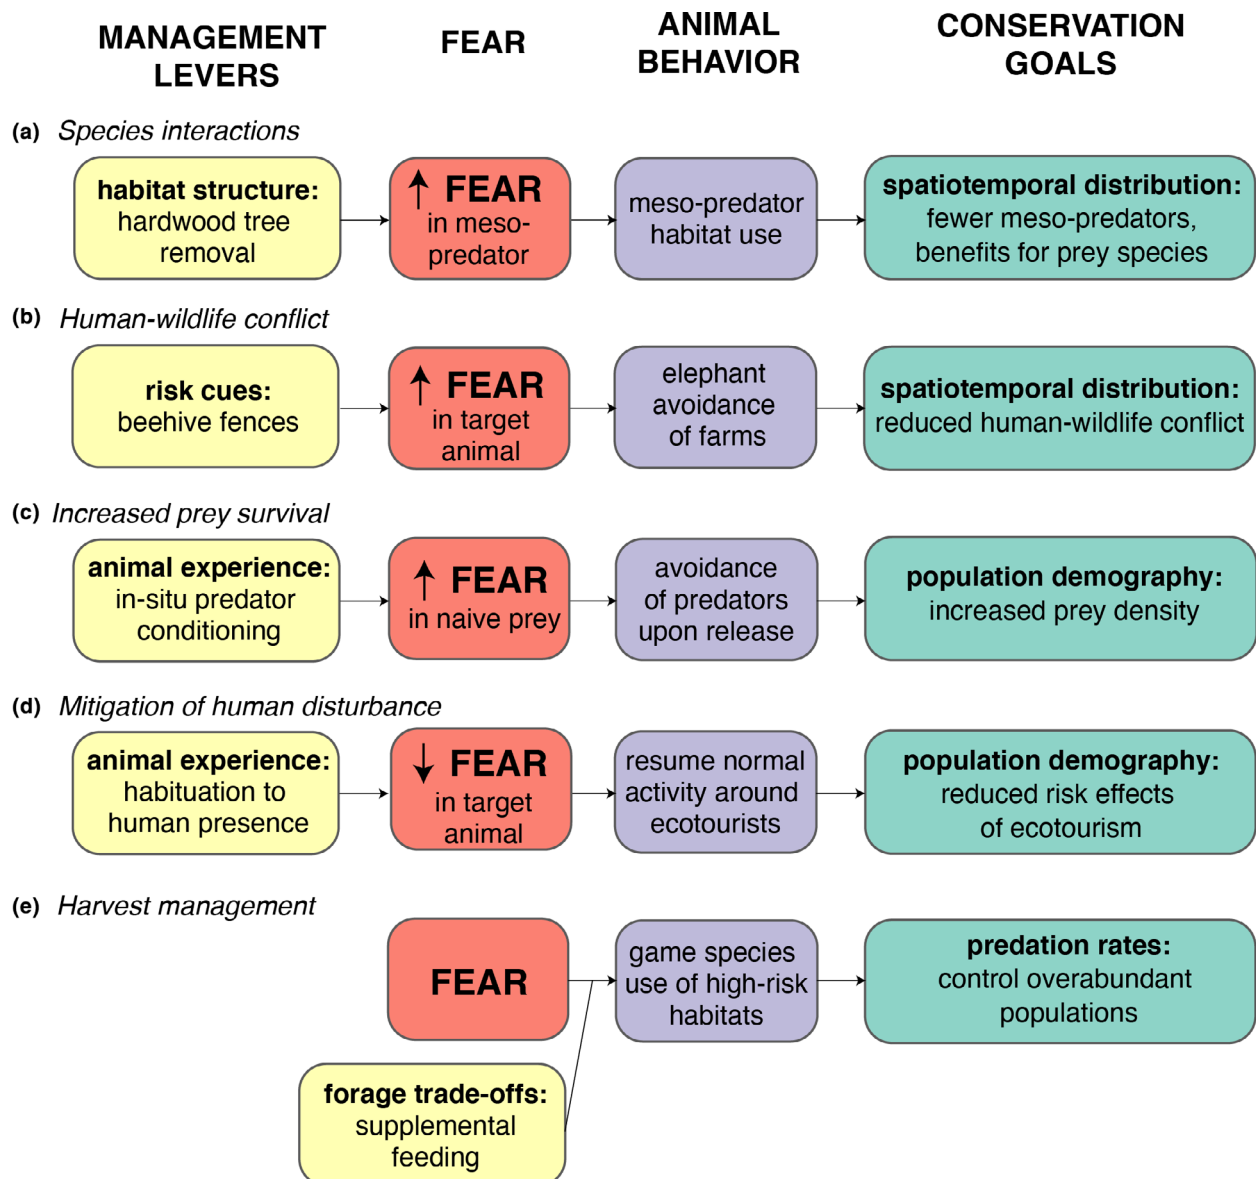 MANAGEMENT
LEVERS
FEAR
ANIMAL
BEHAVIOR
CONSERVATION
GOALS
(a) Species interactions
habitat structure:
hardwood tree
removal
↑ FEAR
in meso-
predator
meso-predator
habitat use
spatiotemporal distribution:
fewer meso-predators,
benefits for prey species
(b) Human-wildlife conflict
risk cues:
beehive fences
↑ FEAR
in target
animal
elephant
avoidance
of farms
spatiotemporal distribution:
reduced human-wildlife conflict
(c) Increased prey survival
animal experience:
in-situ predator
conditioning
↑ FEAR
in naive prey
avoidance
of predators
upon release
population demography:
increased prey density
(d) Mitigation of human disturbance
animal experience:
habituation to
human presence
↓ FEAR
in target
animal
resume normal
activity around
ecotourists
population demography:
reduced risk effects
of ecotourism
(e) Harvest management
FEAR
game species
use of high-risk
habitats
predation rates:
control overabundant
populations
forage trade-offs:
supplemental
feeding